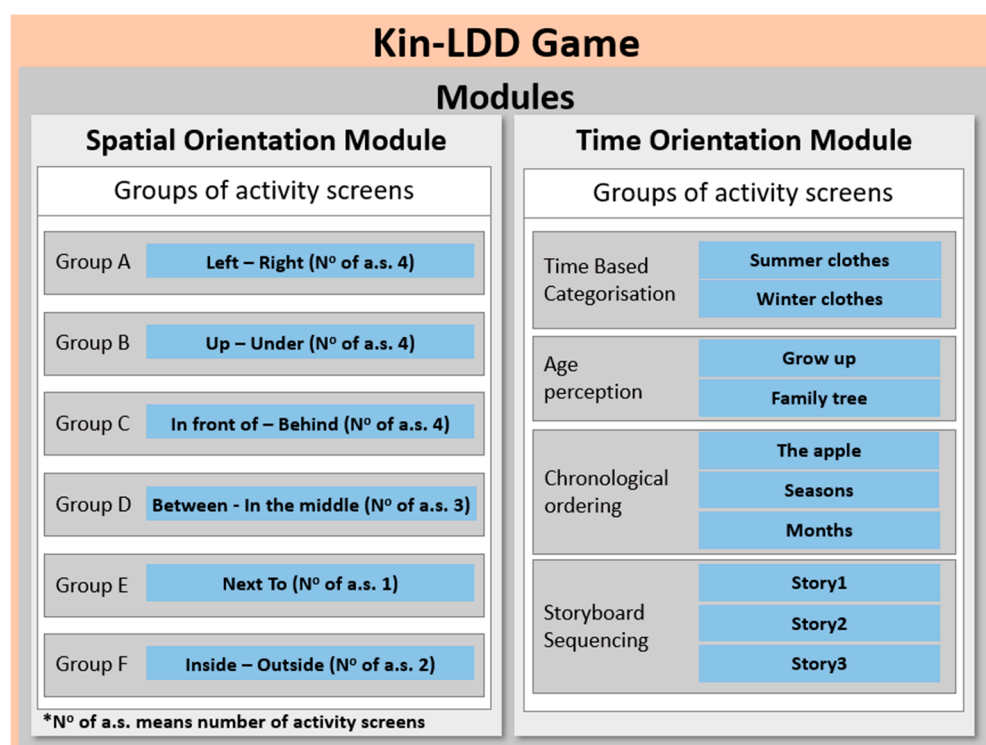 Kin-LDD Game
Modules
Spatial Orientation Module
Groups of activity screens
Group A
Left – Right (Nº of a.s. 4)
Group B
Up – Under (Nº of a.s. 4)
Group C
In front of – Behind (Nº of a.s. 4)
Group D
Between - In the middle (Nº of a.s. 3)
Group E
Next To (Nº of a.s. 1)
Group F
Inside – Outside (Nº of a.s. 2)
*Nº of a.s. means number of activity screens
Time Orientation Module
Groups of activity screens
Time Based
Categorisation
Summer clothes
Winter clothes
Age
perception
Grow up
Family tree
Chronological
ordering
The apple
Seasons
Months
Storyboard
Sequencing
Story1
Story2
Story3